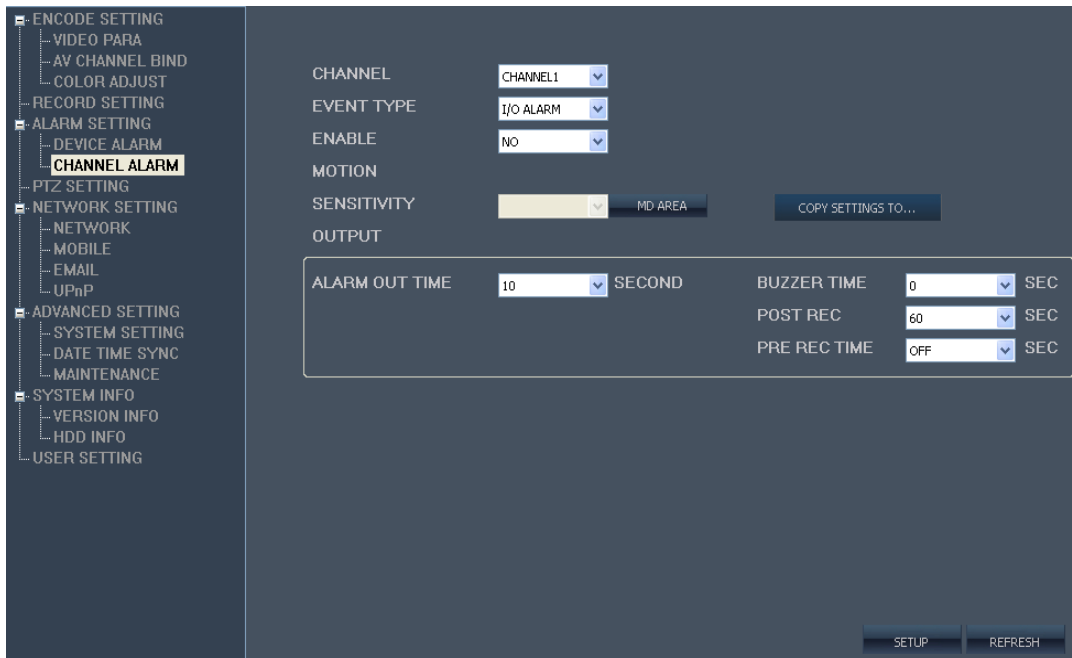 ENCODE SETTING
VIDEO PARA
AV CHANNEL BIND
COLOR ADJUST
RECORD SETTING
ALARM SETTING
DEVICE ALARM
CHANNEL ALARM
PTZ SETTING
NETWORK SETTING
NETWORK
MOBILE
EMAIL
UPnP
ADVANCED SETTING
SYSTEM SETTING
DATE TIME SYNC
MAINTENANCE
SYSTEM INFO
VERSION INFO
HDD INFO
USER SETTING
CHANNEL CHANNEL1
EVENT TYPE I/O ALARM
ENABLE NO
MOTION
SENSITIVITY MD AREA COPY SETTINGS TO...
OUTPUT
ALARM OUT TIME 10 SECOND BUZZER TIME 0 SEC
POST REC 60 SEC
PRE REC TIME OFF SEC
SETUP REFRESH